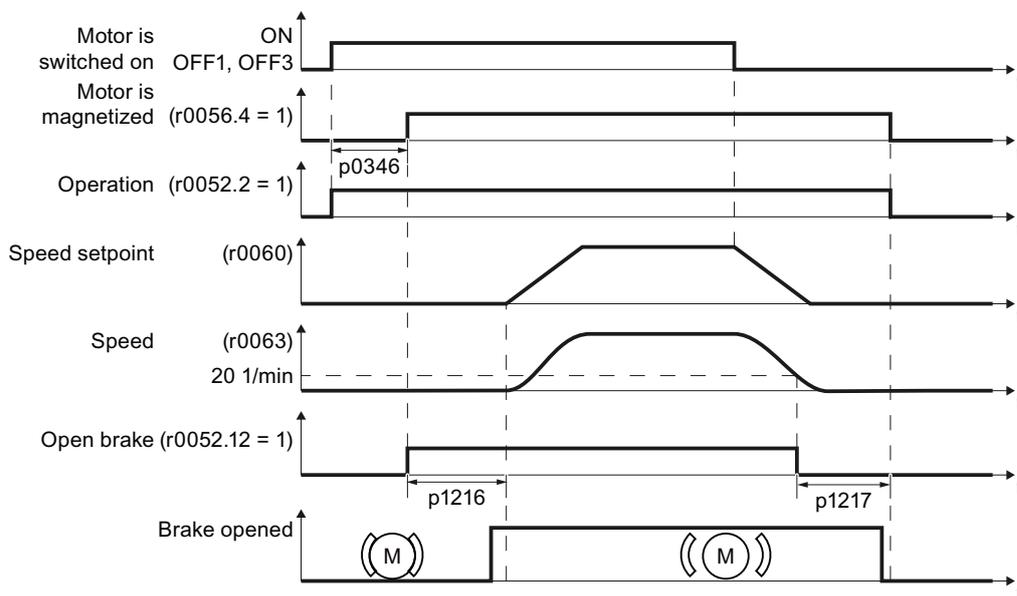 Motor is ON
switched on OFF1, OFF3
Motor is
magnetized (r0056.4 = 1)
p0346
Operation (r0052.2 = 1)
Speed setpoint (r0060)
Speed (r0063)
20 1/min
Open brake (r0052.12 = 1)
p1216
p1217
Brake opened
M
M